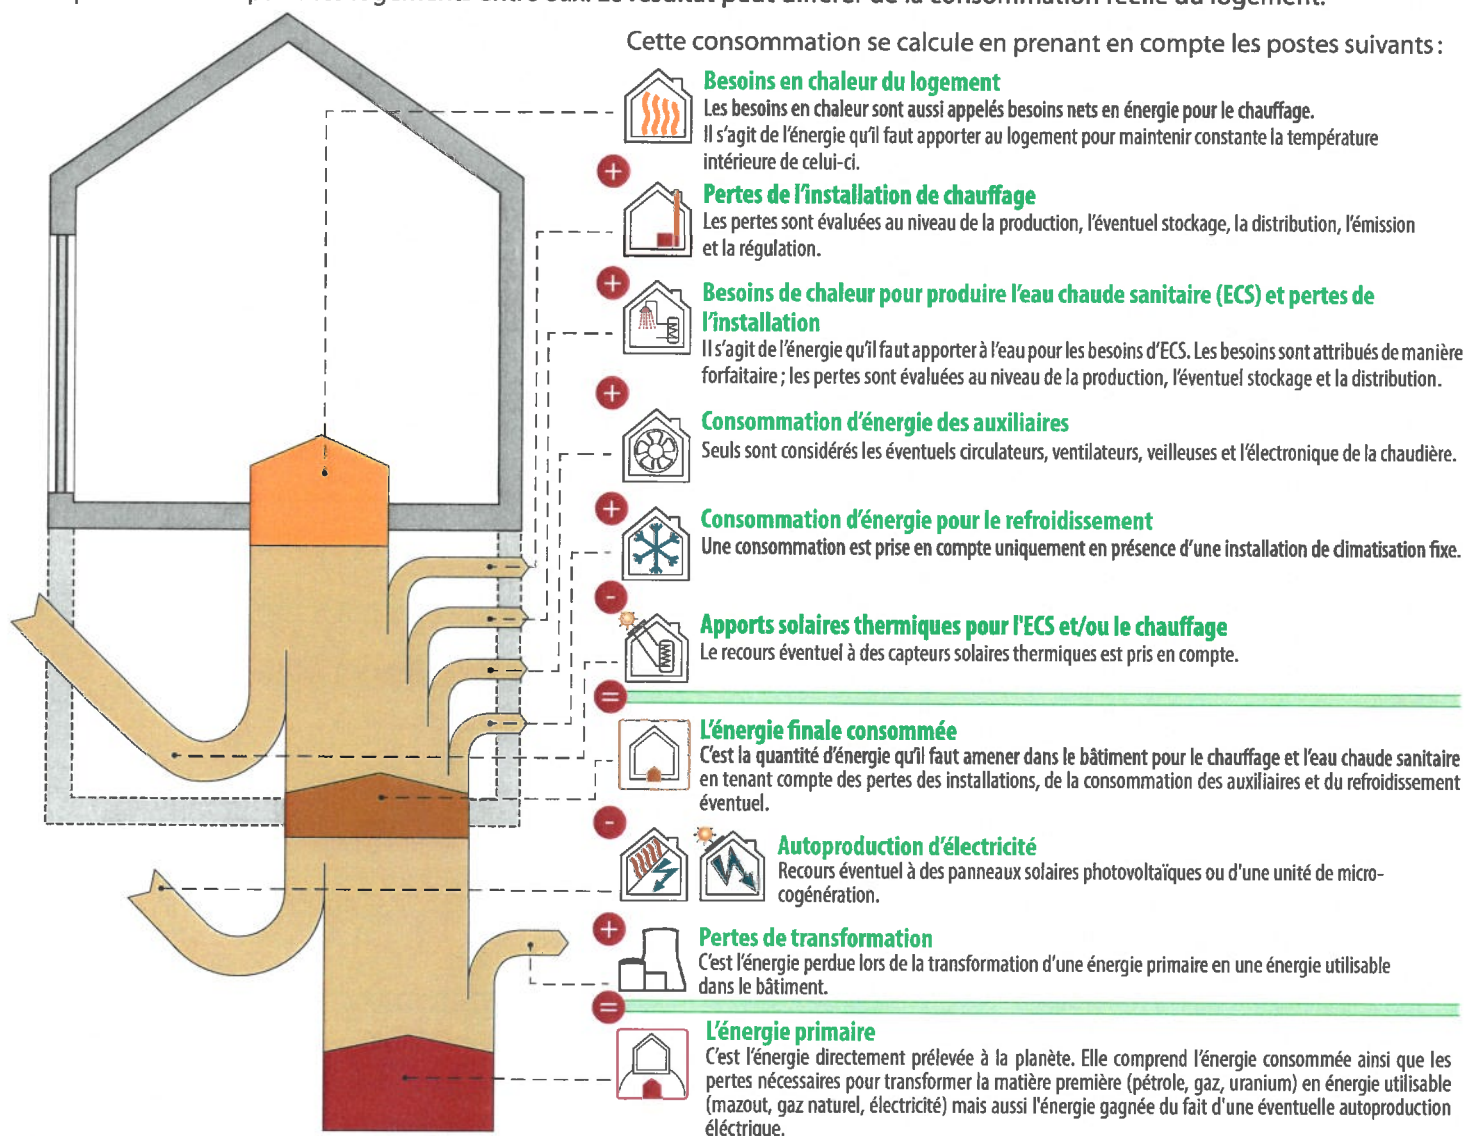 Cette consommation se calcule en prenant en compte les postes suivants :
Besoins en chaleur du logement
Les besoins en chaleur sont aussi appelés besoins nets en énergie pour le chauffage.
Il s'agit de l'énergie qu'il faut apporter au logement pour maintenir constante la température
intérieure de celui-ci.
+
Pertes de l'installation de chauffage
Les pertes sont évaluées au niveau de la production, l'éventuel stockage, la distribution, l'émission
et la régulation.
+
Besoins de chaleur pour produire l'eau chaude sanitaire (ECS) et pertes de
l'installation
Il s'agit de l'énergie qu'il faut apporter à l'eau pour les besoins d'ECS. Les besoins sont attribués de manière
forfaitaire ; les pertes sont évaluées au niveau de la production, l'éventuel stockage et la distribution.
+
Consommation d'énergie des auxiliaires
Seuls sont considérés les éventuels circulateurs, ventilateurs, veilleuses et l'électronique de la chaudière.
+
Consommation d'énergie pour le refroidissement
Une consommation est prise en compte uniquement en présence d'une installation de climatisation fixe.
-
Apports solaires thermiques pour l'ECS et/ou le chauffage
Le recours éventuel à des capteurs solaires thermiques est pris en compte.
=
L'énergie finale consommée
C'est la quantité d'énergie qu'il faut amener dans le bâtiment pour le chauffage et l'eau chaude sanitaire
en tenant compte des pertes des installations, de la consommation des auxiliaires et du refroidissement
éventuel.
-
Autoproduction d'électricité
Recours éventuel à des panneaux solaires photovoltaïques ou d'une unité de micro-
cogénération.
+
Pertes de transformation
C'est l'énergie perdue lors de la transformation d'une énergie primaire en une énergie utilisable
dans le bâtiment.
=
L'énergie primaire
C'est l'énergie directement prélevée à la planète. Elle comprend l'énergie consommée ainsi que les
pertes nécessaires pour transformer la matière première (pétrole, gaz, uranium) en énergie utilisable
(mazout, gaz naturel, électricité) mais aussi l'énergie gagnée du fait d'une éventuelle autoproduction
éléctrique.